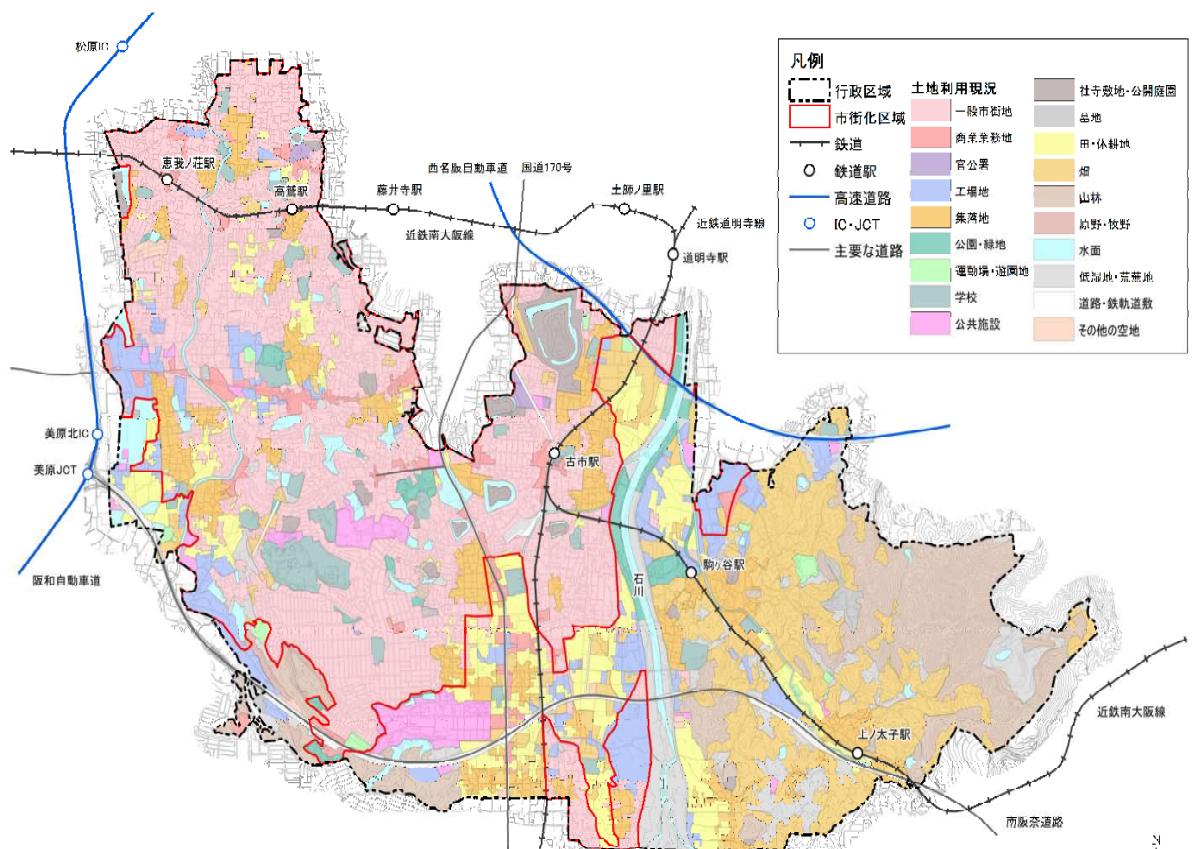 松原IC
恵我ノ荘駅
高鷲駅
藤井寺駅
西名阪自動車道
国道170号
土師ノ里駅
近鉄道明寺線
近鉄南大阪線
道明寺駅
美原北IC
美原JCT
阪和自動車道
古市駅
石川
駒ヶ谷駅
上ノ太子駅
近鉄南大阪線
南阪奈道路
凡例
行政区域
市街化区域
鉄道
鉄道駅
高速道路
IC・JCT
主要な道路
土地利用現況
一般市街地
商業業務地
官公署
工場地
集落地
公園・緑地
運動場・遊園地
学校
公共施設
社寺敷地・公開庭園
墓地
田・休耕地
畑
山林
原野・牧野
水面
低湿地・荒蕪地
道路・鉄軌道敷
その他の空地